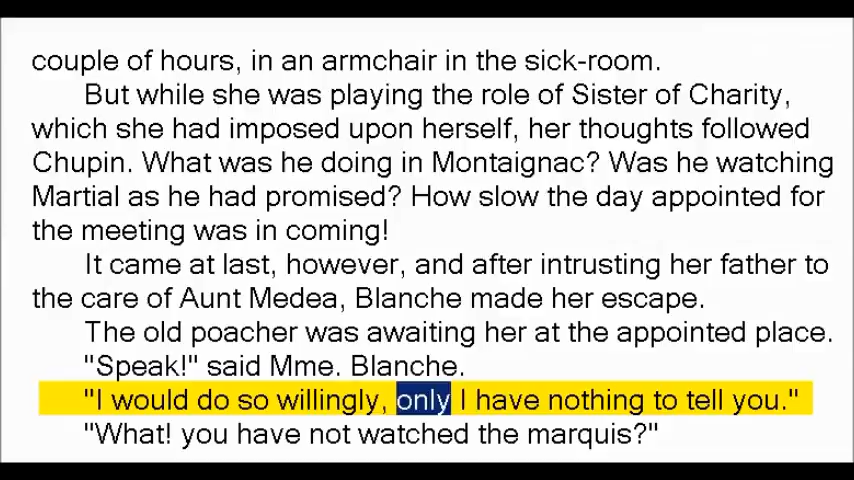 couple of hours, in an armchair in the sick-room.
But while she was playing the role of Sister of Charity,
which she had imposed upon herself, her thoughts followed
Chupin. What was he doing in Montaignac? Was he watching
Martial as he had promised? How slow the day appointed for
the meeting was in coming!
It came at last, however, and after intrusting her father to
the care of Aunt Medea, Blanche made her escape.
The old poacher was awaiting her at the appointed place.
"Speak!" said Mme. Blanche.
"I would do so willingly, only I have nothing to tell you."
"What! you have not watched the marquis?"